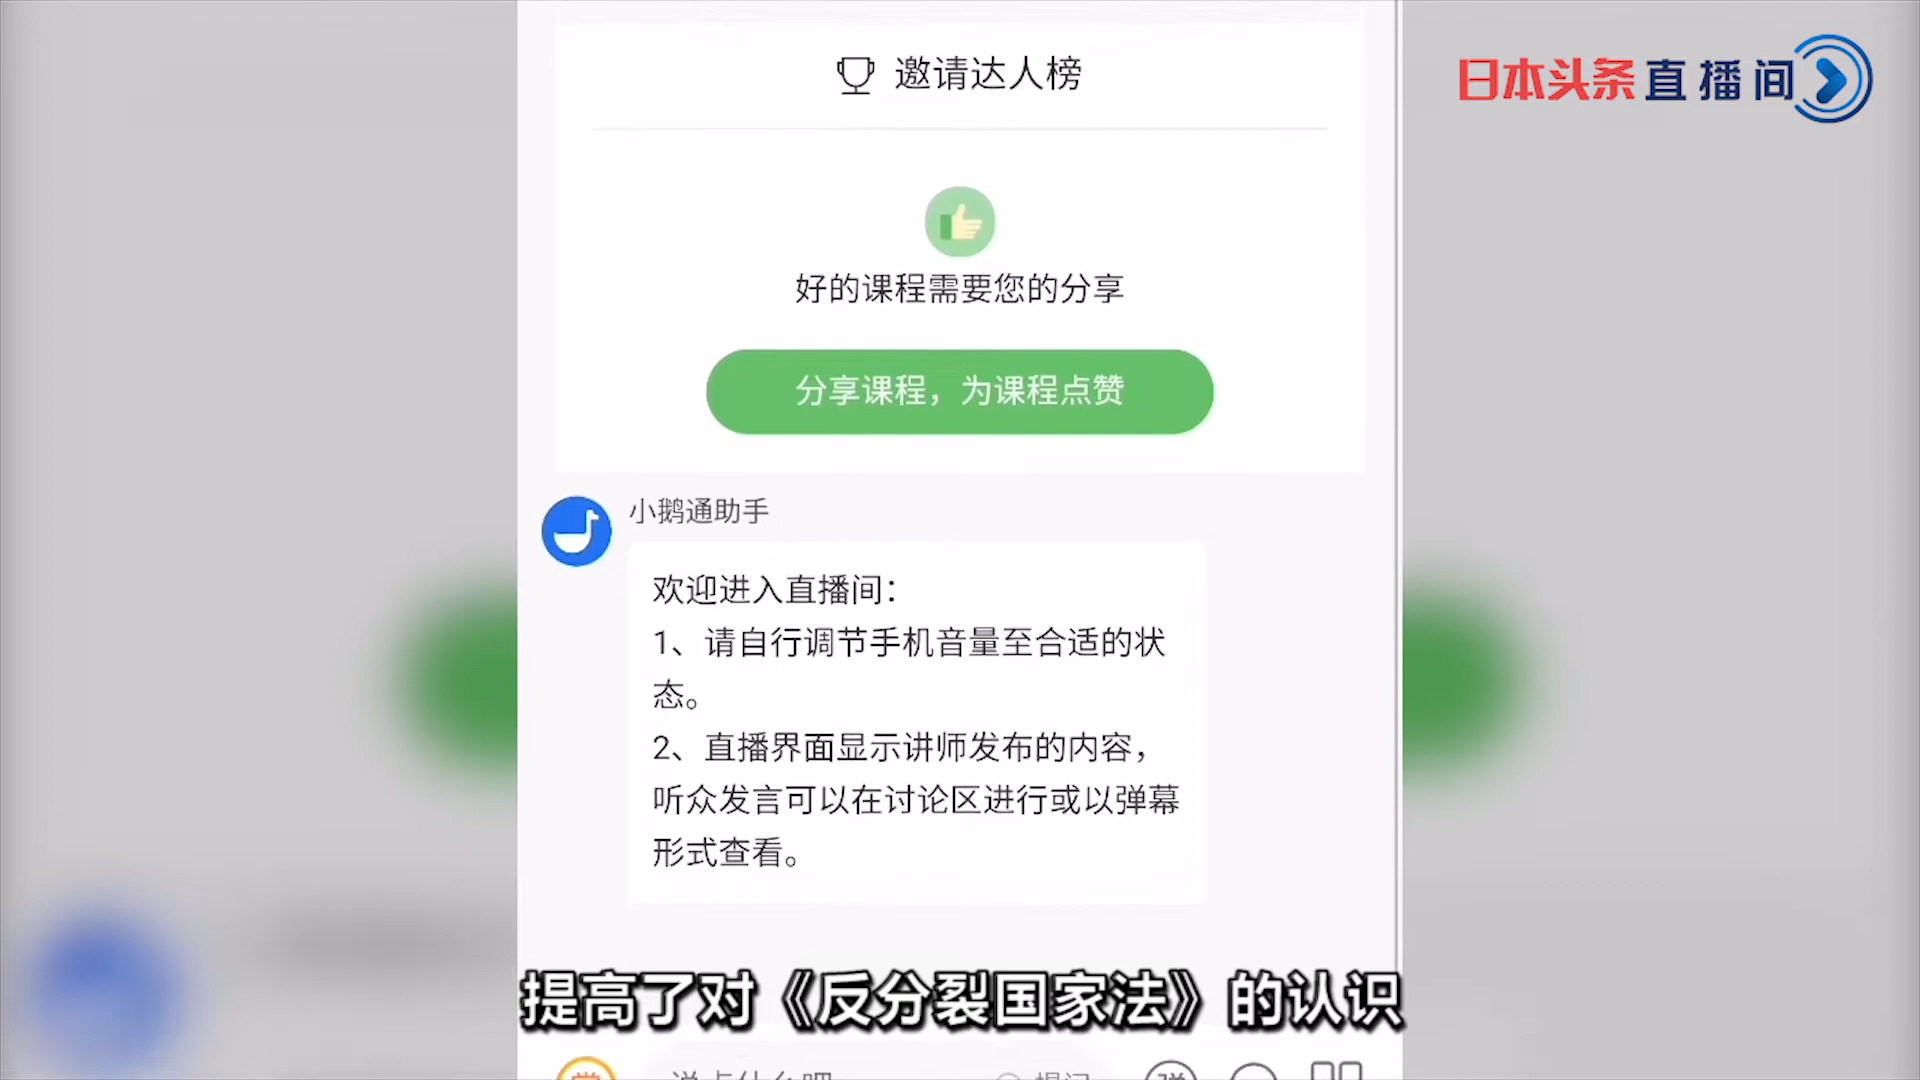 日本头条直播间
邀请达人榜
好的课程需要您的分享
分享课程，为课程点赞
小鹅通助手
欢迎进入直播间：
1、请自行调节手机音量至合适的状
态。
2、直播界面显示讲师发布的内容，
听众发言可以在讨论区进行或以弹幕
形式查看。
提高了对《反分裂国家法》的认识